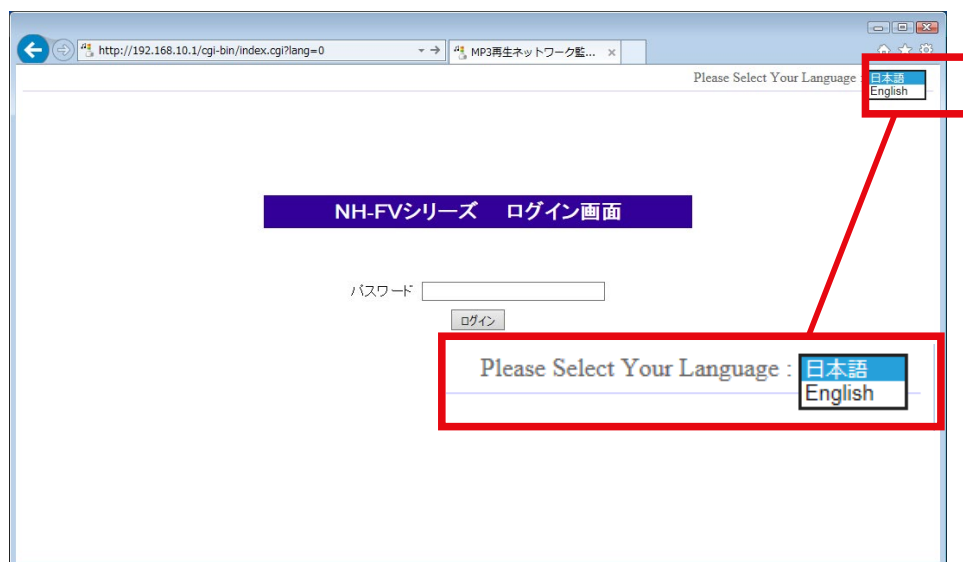 http://192.168.10.1/cgi-bin/index.cgi?lang=0
MP3再生ネットワーク監...
Please Select Your Language : 日本語
English
NH-FVシリーズ ログイン画面
パスワード
ログイン
Please Select Your Language : 日本語
English